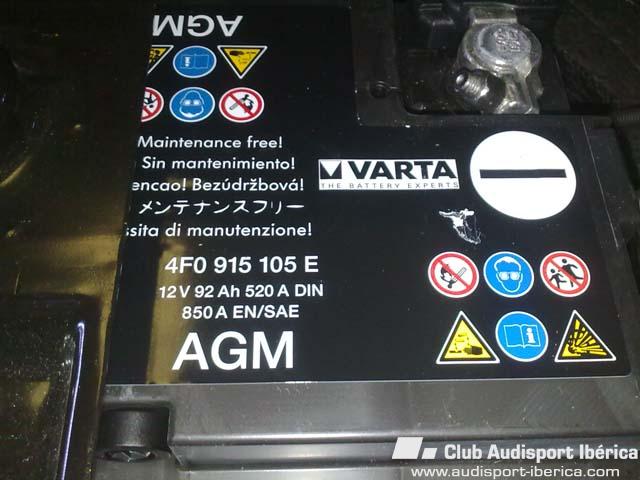 AGM
Maintenance free!
Sin mantenimiento!
encao! Bezúdržbová!
メンテナンスフリー
ssita di manutenzione!
VARTA
THE BATTERY EXPERTS
4F0 915 105 E
12V 92 Ah 520 A DIN
850 A EN/SAE
AGM
Club Audisport Ibérica
www.audisport-iberica.com